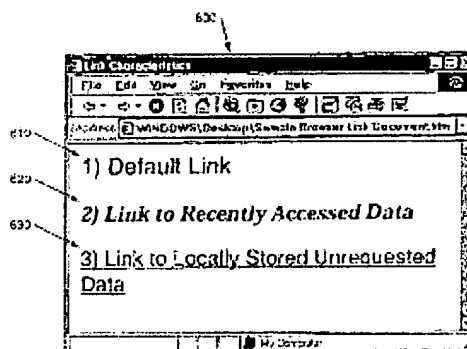 600
Link Characteristics
File Edit View Go Favorites Help
Address C:\WINDOWS\Desktop\Sample Browser Link Document.htm
610
1) Default Link
620
2) Link to Recently Accessed Data
630
3) Link to Locally Stored Unrequested
Data
My Computer